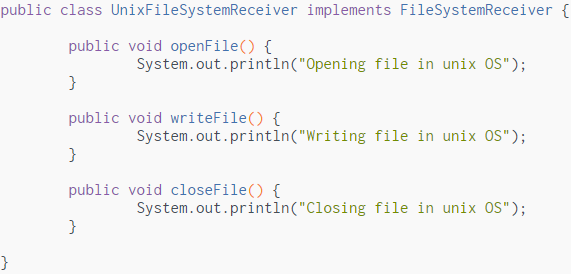 public class UnixFileSystemReceiver implements FileSystemReceiver {
public void openFile() {
System.out.println("Opening file in unix OS");
}
public void writeFile() {
System.out.println("Writing file in unix OS");
}
public void closeFile() {
System.out.println("Closing file in unix OS");
}
}